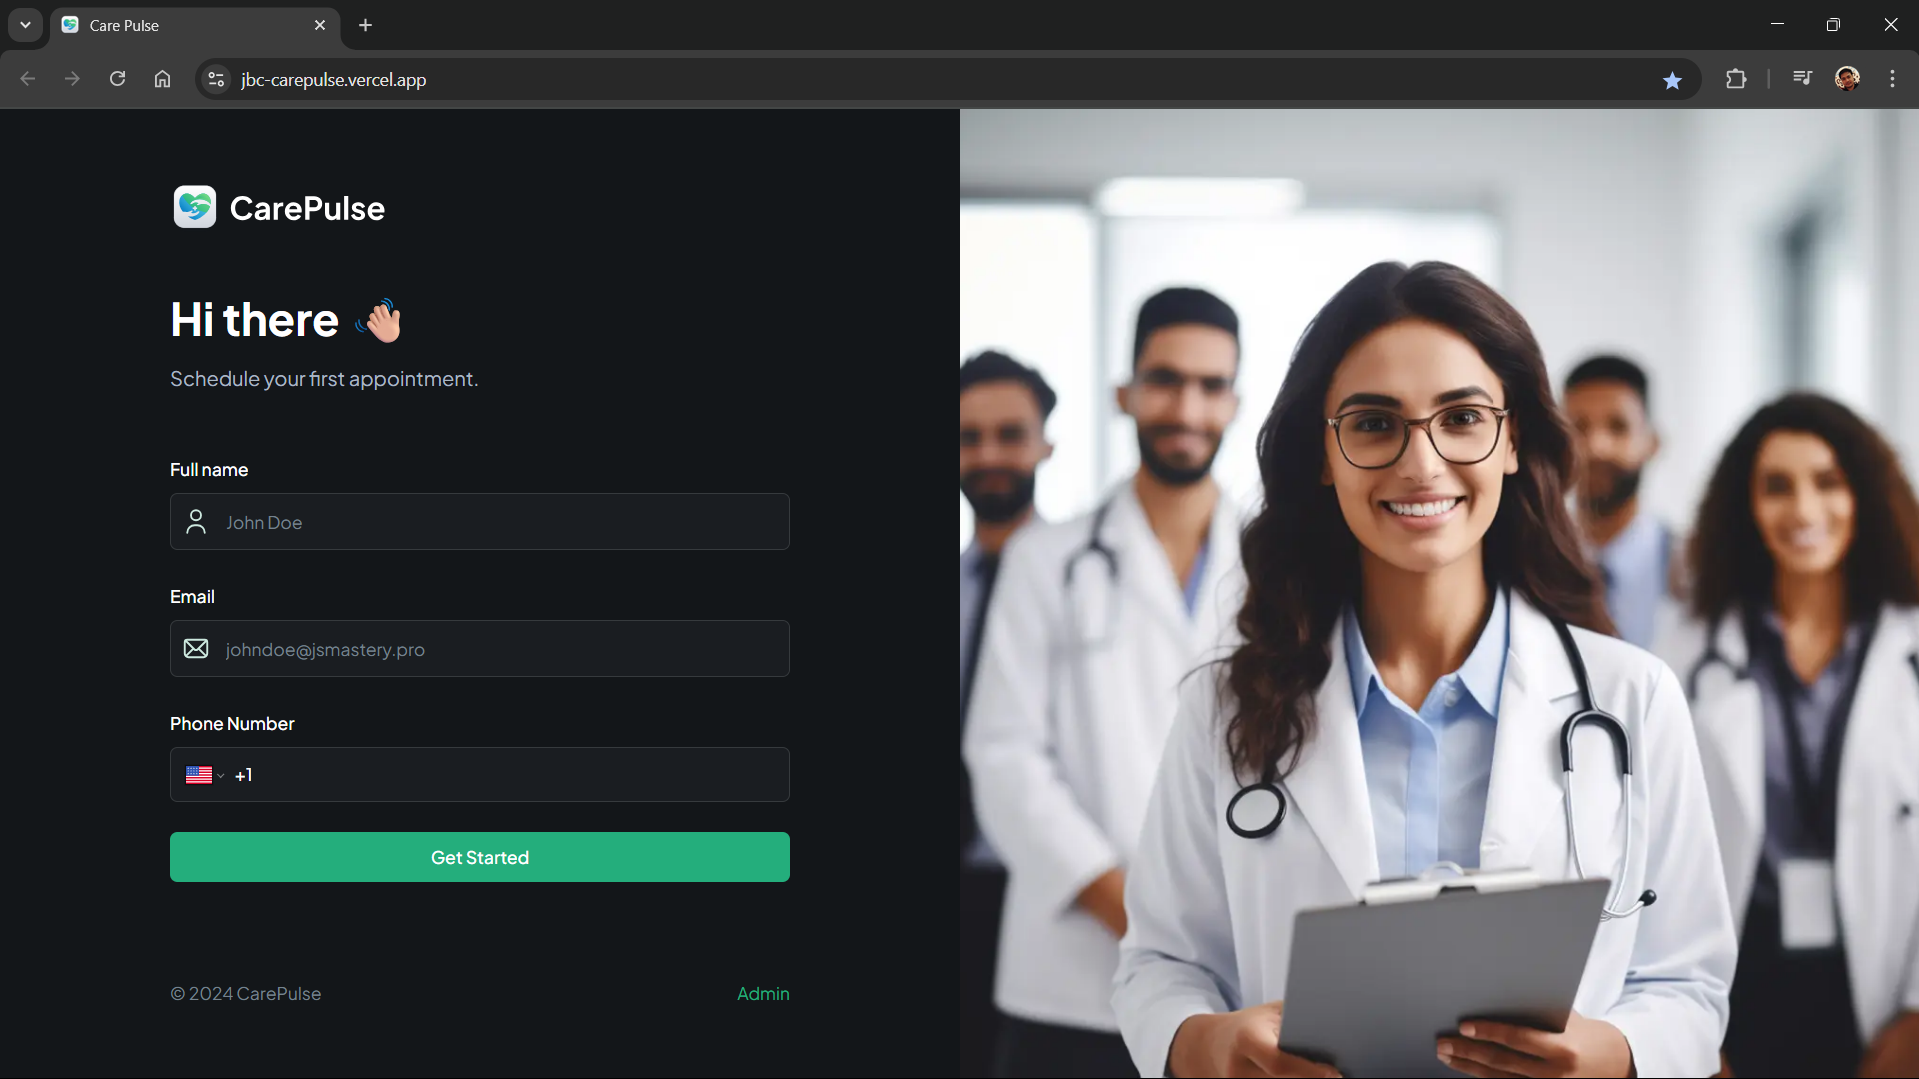 Care Pulse
jbc-carepulse.vercel.app
CarePulse
Hi there 👋
Schedule your first appointment.
Full name
John Doe
Email
johndoe@jsmastery.pro
Phone Number
+1
Get Started
© 2024 CarePulse
Admin